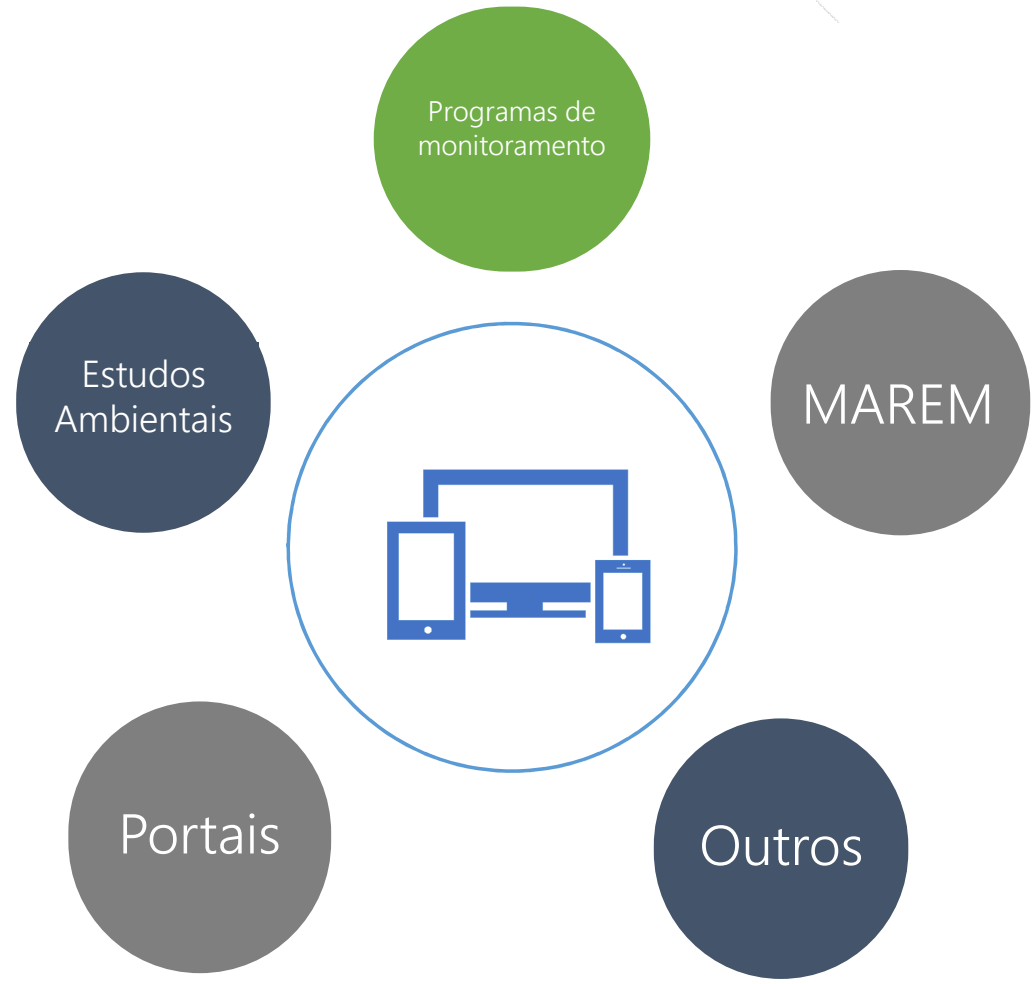 Programas de
monitoramento
Estudos
Ambientais
MAREM
Portais
Outros